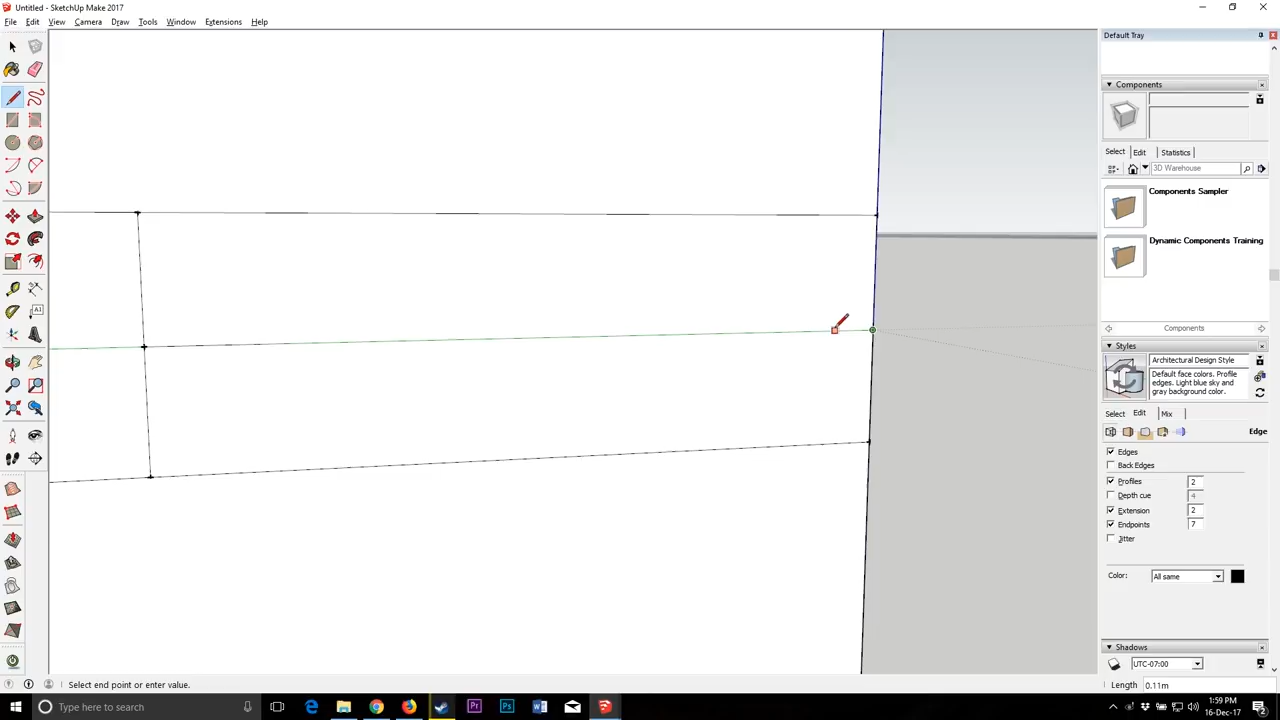 Untitled - SketchUp Make 2017
File Edit View Camera Draw Tools Window Extensions Help
Default Tray
Components
Select Edit Statistics
3D Warehouse
Components Sampler
Dynamic Components Training
Components
Styles
Architectural Design Style
Default face colors. Profile
edges. Light blue sky and
gray background color.
Select Edit Mix
Edge
Edges
Back Edges
Profiles 2
Depth cue 4
Extension 2
Endpoints 7
Jitter
Color: All same
Shadows
UTC-07:00
Select end point or enter value.
Length 0.11m
Type here to search
1:59 PM
16-Dec-17